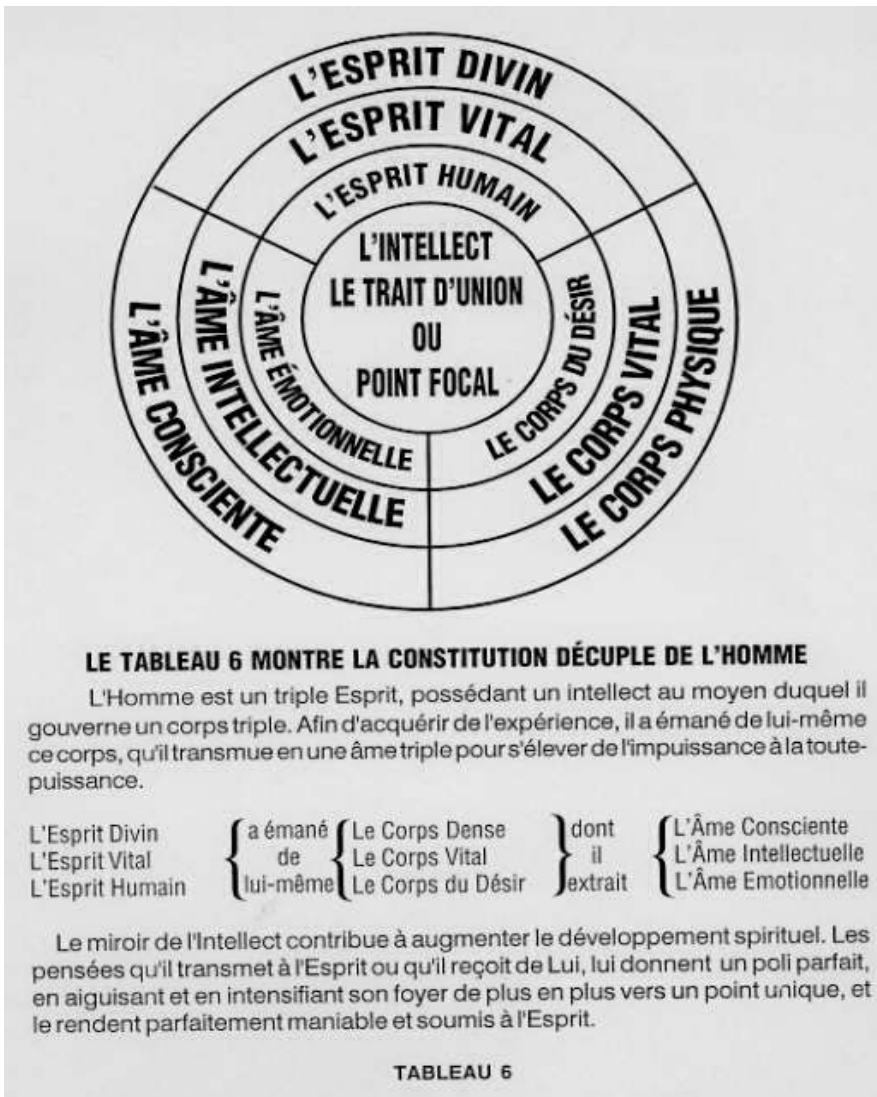 L'ESPRIT DIVIN
L'ESPRIT VITAL
L'ESPRIT HUMAIN
L'INTELLECT
LE TRAIT D'UNION
OU
POINT FOCAL
L'ÂME ÉMOTIONNELLE
L'ÂME INTELLECTUELLE
L'ÂME CONSCIENTE
LE CORPS DU DÉSIR
LE CORPS VITAL
LE CORPS PHYSIQUE
LE TABLEAU 6 MONTRE LA CONSTITUTION DÉCUPLE DE L'HOMME
L'Homme est un triple Esprit, possédant un intellect au moyen duquel il
gouverne un corps triple. Afin d'acquérir de l'expérience, il a émané de lui-même
ce corps, qu'il transmue en une âme triple pour s'élever de l'impuissance à la toute-
puissance.
L'Esprit Divin { a émané { Le Corps Dense } dont { L'Âme Consciente
L'Esprit Vital { de { Le Corps Vital } il { L'Âme Intellectuelle
L'Esprit Humain { lui-même { Le Corps du Désir } extrait { L'Âme Emotionnelle
Le miroir de l'Intellect contribue à augmenter le développement spirituel. Les
pensées qu'il transmet à l'Esprit ou qu'il reçoit de Lui, lui donnent un poli parfait,
en aiguisant et en intensifiant son foyer de plus en plus vers un point unique, et
le rendent parfaitement maniable et soumis à l'Esprit.
TABLEAU 6